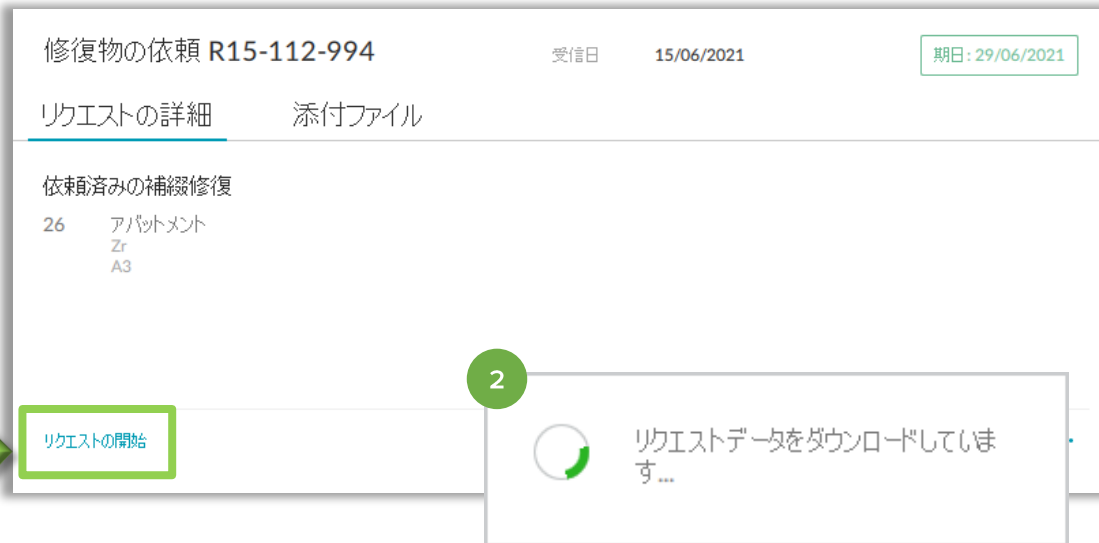 修復物の依頼 R15-112-994 受信日 15/06/2021 期日: 29/06/2021
リクエストの詳細 添付ファイル
依頼済みの補綴修復
26 アバットメント
Zr
A3
2
リクエストの開始
リクエストデータをダウンロードしていま
す...